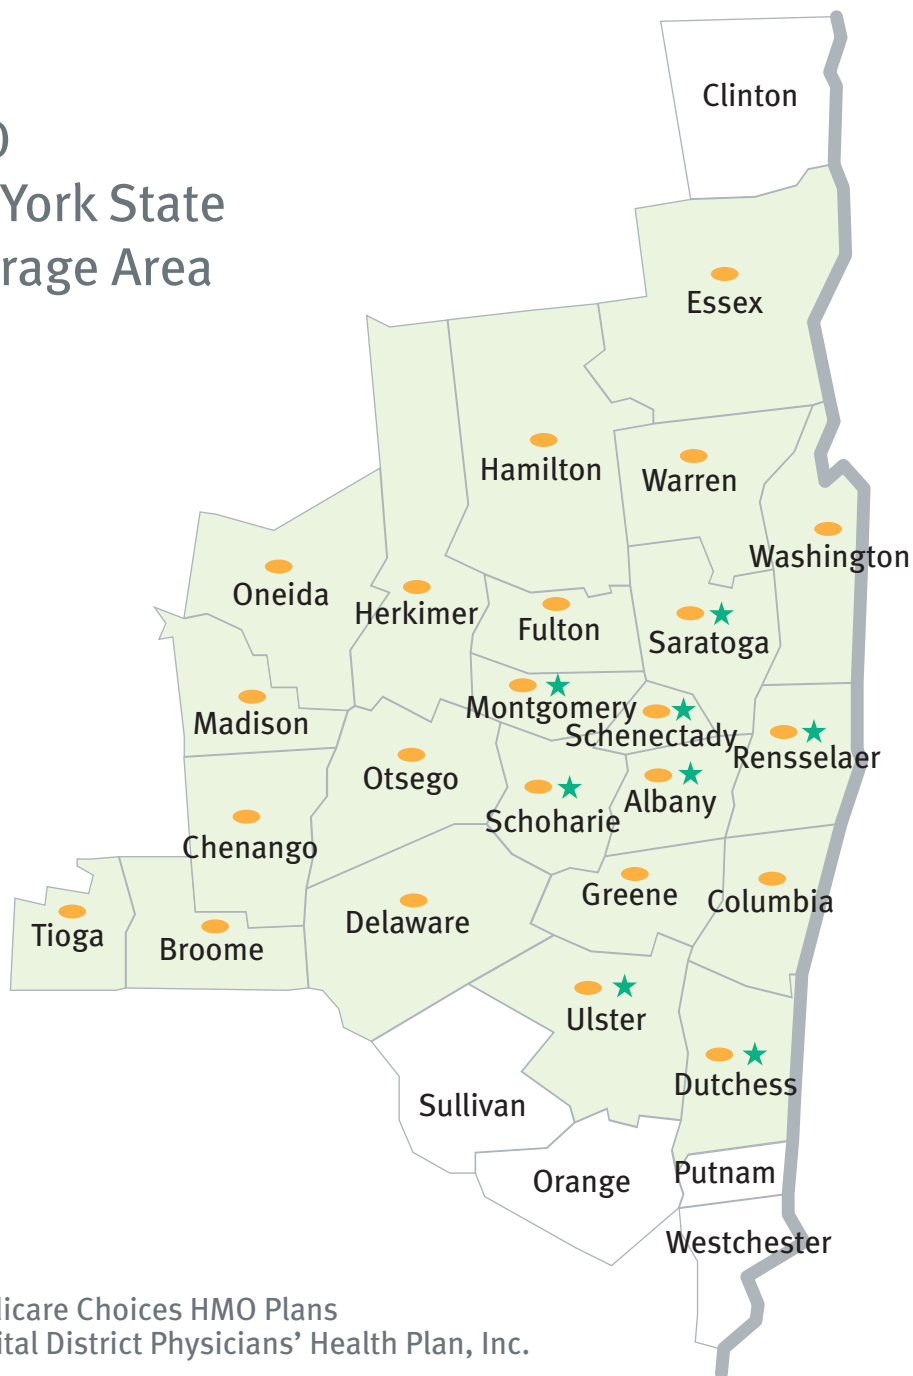 Clinton
York State
rage Area
Essex
Hamilton
Warren
Washington
Oneida
Herkimer
Fulton
Saratoga
Madison
Montgomery
Schenectady
Rensselaer
Otsego
Albany
Schoharie
Chenango
Greene
Columbia
Delaware
Tioga
Broome
Ulster
Dutchess
Sullivan
Orange
Putnam
Westchester
dicare Choices HMO Plans
ital District Physicians’ Health Plan, Inc.